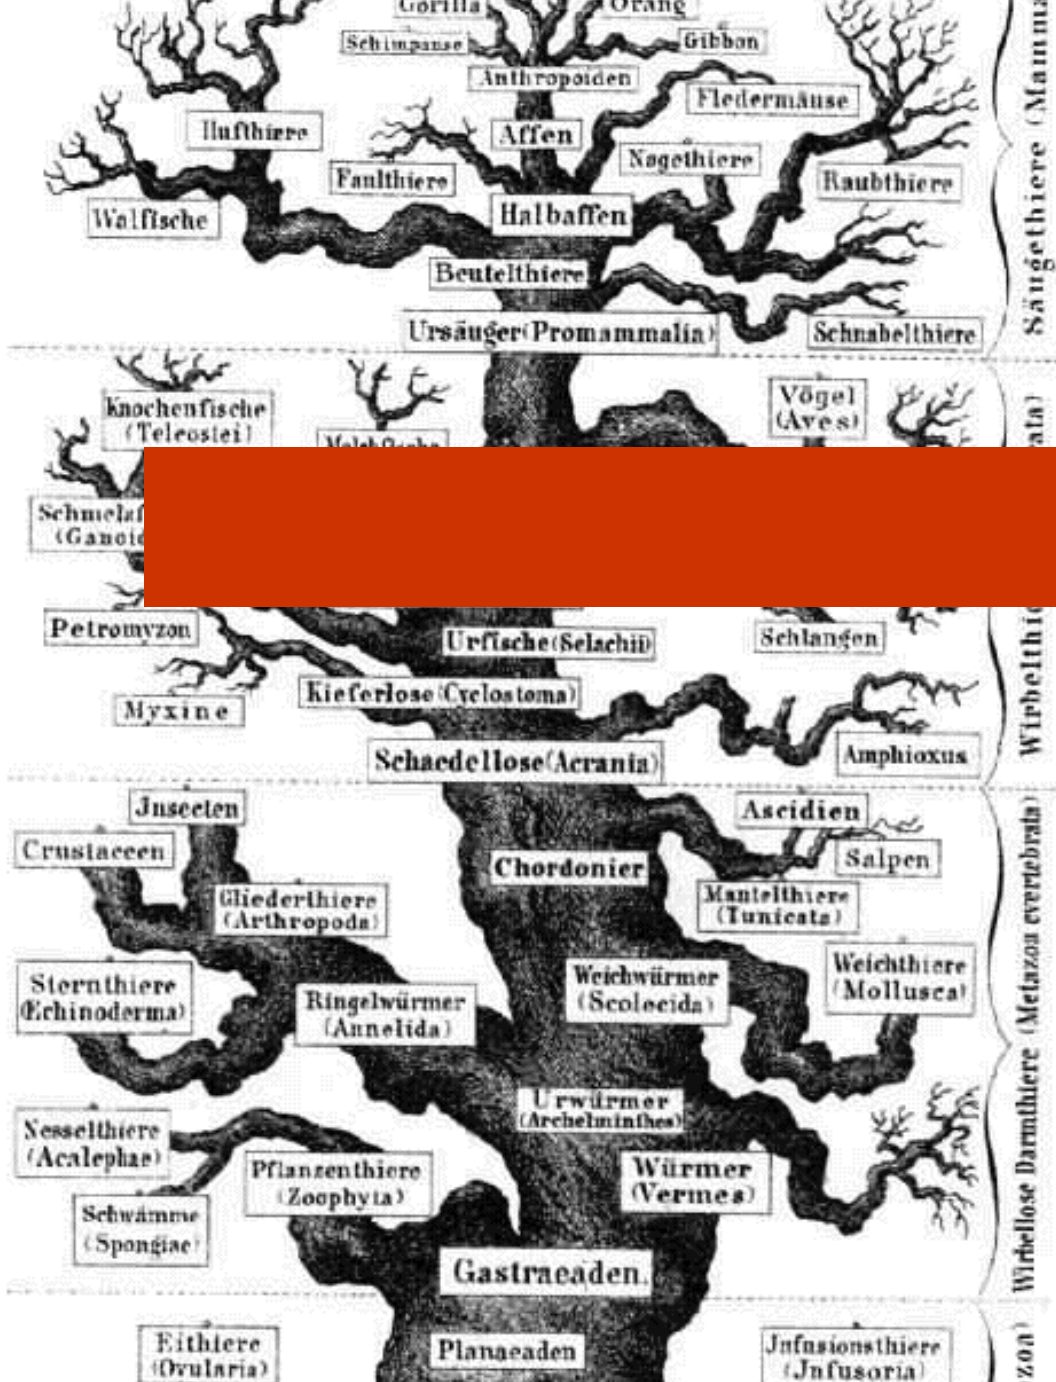 Gorilla
Orang
Schimpanse
Gibbon
Anthropoiden
Fledermäuse
Hufthiere
Affen
Nagethiere
Faulthiere
Raubthiere
Walfische
Halbaffen
Beutelthiere
Ursäuger (Promammalia)
Schnabelthiere
Säugethiere
Knochenfische
(Teleostei)
Vögel
(Aves)
Petromyzon
Urfische (Selachii)
Schlangen
Kieferlose (Cyclostoma)
Myxine
Schaedellose (Acrania)
Amphioxus
Jnsecten
Ascidien
Crustaceen
Chordonier
Salpen
Gliederthiere
(Arthropoda)
Mantelthiere
(Tunicata)
Sternthiere
(Echinoderma)
Ringelwürmer
(Annelida)
Weichwürmer
(Scolecida)
Weichthiere
(Mollusca)
Urwürmer
(Archelminthes)
Nesselthiere
(Acalephae)
Pflanzenthiere
(Zoophyta)
Würmer
(Vermes)
Schwämme
(Spongiae)
Gastraeaden.
Wirbellose Darmthiere (Metazoa evertebrata)
Eithiere
(Ovularia)
Planaeaden
Jnfusionsthiere
(Jnfusoria)